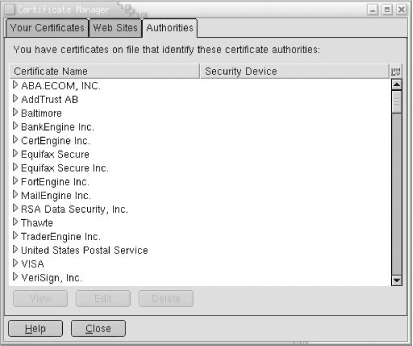 Certificate Manager
Your Certificates Web Sites Authorities
You have certificates on file that identify these certificate authorities:
Certificate Name Security Device
ABA.ECOM, INC.
AddTrust AB
Baltimore
BankEngine Inc.
CertEngine Inc.
Equifax Secure
Equifax Secure Inc.
FortEngine Inc.
MailEngine Inc.
RSA Data Security, Inc.
Thawte
TraderEngine Inc.
United States Postal Service
VISA
VeriSign, Inc.
View Edit Delete
Help Close